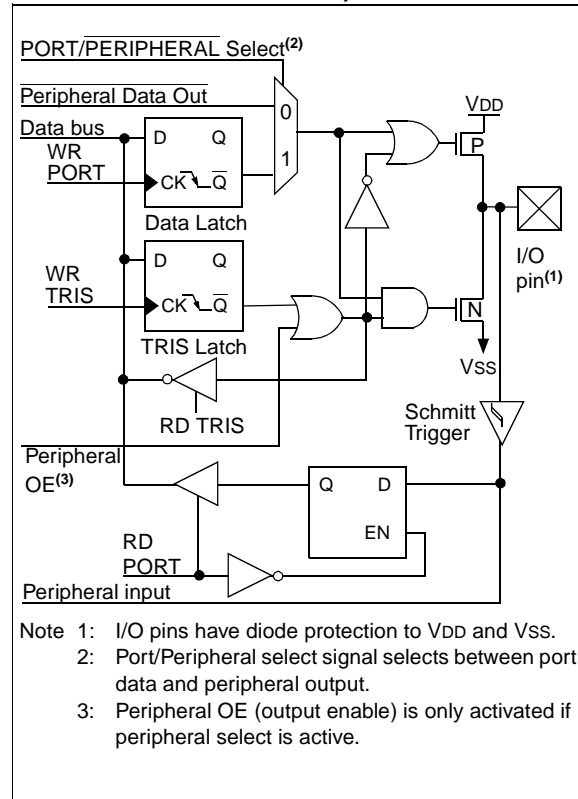 PORT/PERIPHERAL Select(2)
Peripheral Data Out
Data bus
WR
PORT
D Q
CK Q
Data Latch
0
1
VDD
P
WR
TRIS
D Q
CK Q
TRIS Latch
I/O
pin(1)
N
VSS
RD TRIS
Schmitt
Trigger
Peripheral
OE(3)
Q D
EN
RD
PORT
Peripheral input
Note 1: I/O pins have diode protection to VDD and VSS.
2: Port/Peripheral select signal selects between port
data and peripheral output.
3: Peripheral OE (output enable) is only activated if
peripheral select is active.